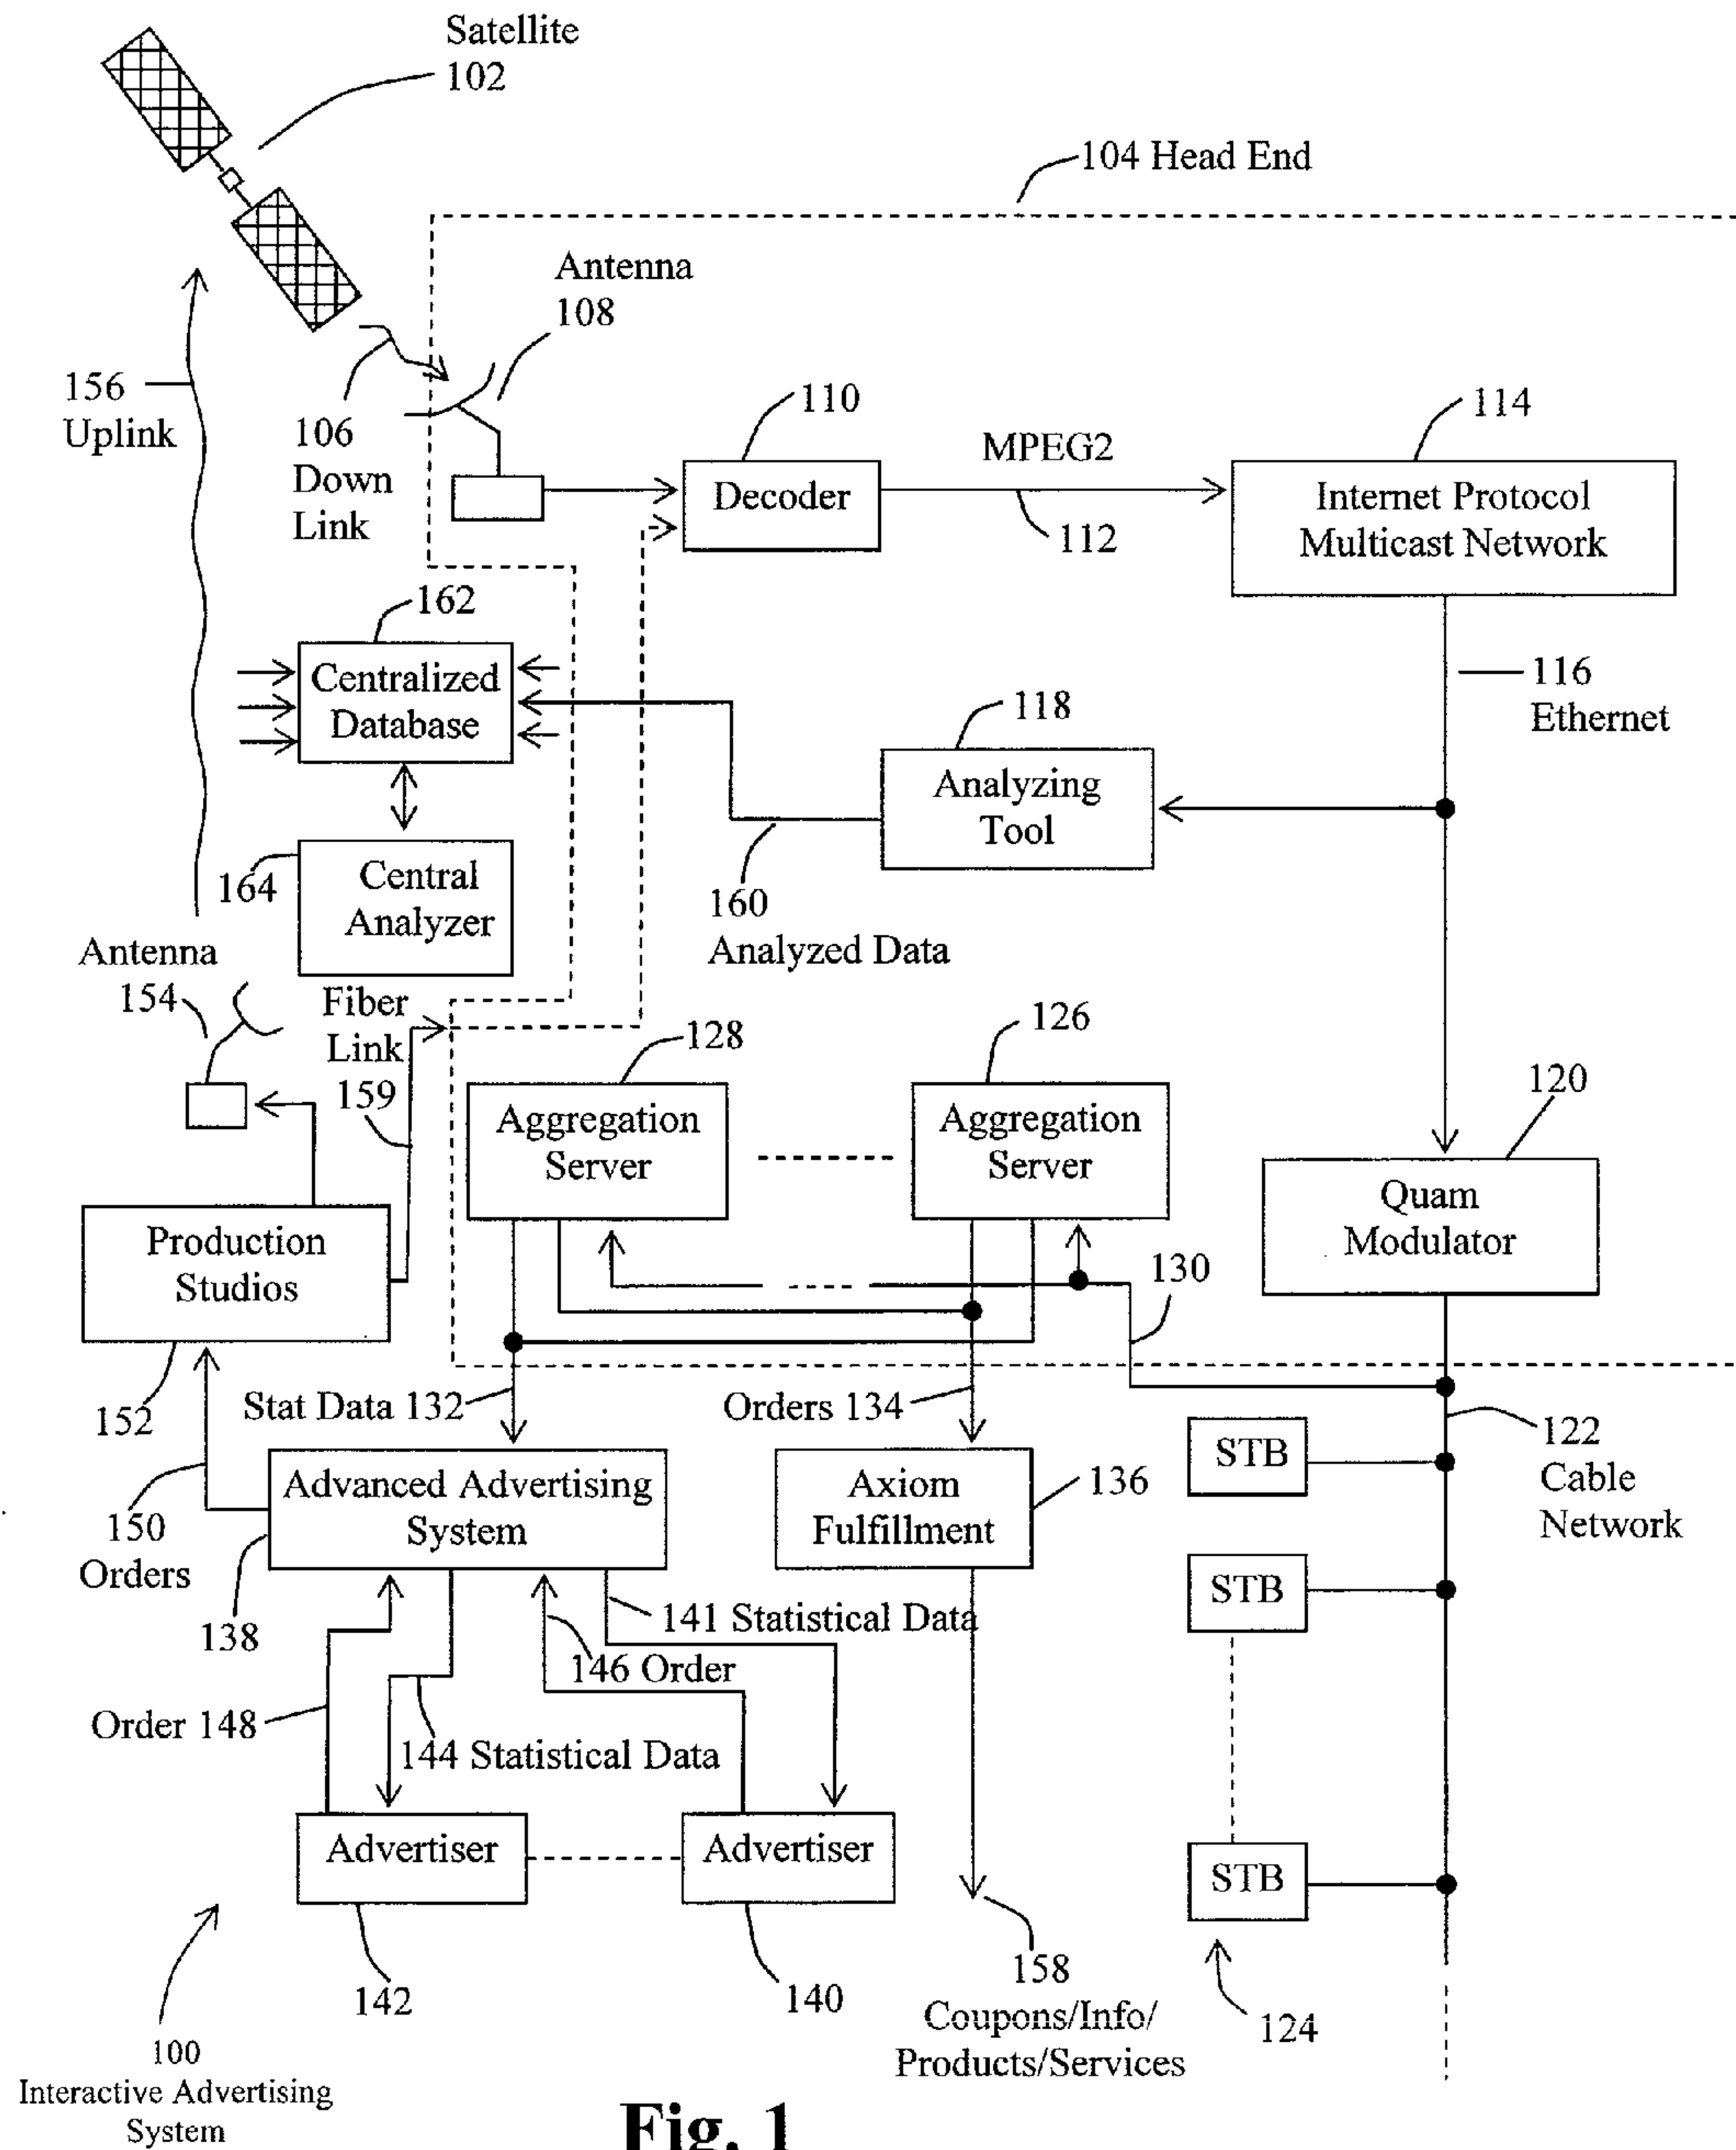 Satellite
102
104 Head End
Antenna
108
156
Uplink
106
Down
Link
110
Decoder
MPEG2
112
114
Internet Protocol
Multicast Network
162
Centralized
Database
116
Ethernet
118
Analyzing
Tool
164
Central
Analyzer
160
Analyzed Data
Antenna
154
Fiber
Link
159
128
Aggregation
Server
126
Aggregation
Server
120
Quam
Modulator
Production
Studios
130
152
Stat Data 132
Orders 134
122
Cable
Network
STB
Advanced Advertising
System
Axiom
Fulfillment
136
150
Orders
138
STB
141 Statistical Data
146 Order
Order 148
144 Statistical Data
Advertiser
Advertiser
STB
142
140
158
Coupons/Info/
Products/Services
124
100
Interactive Advertising
System
Fig. 1